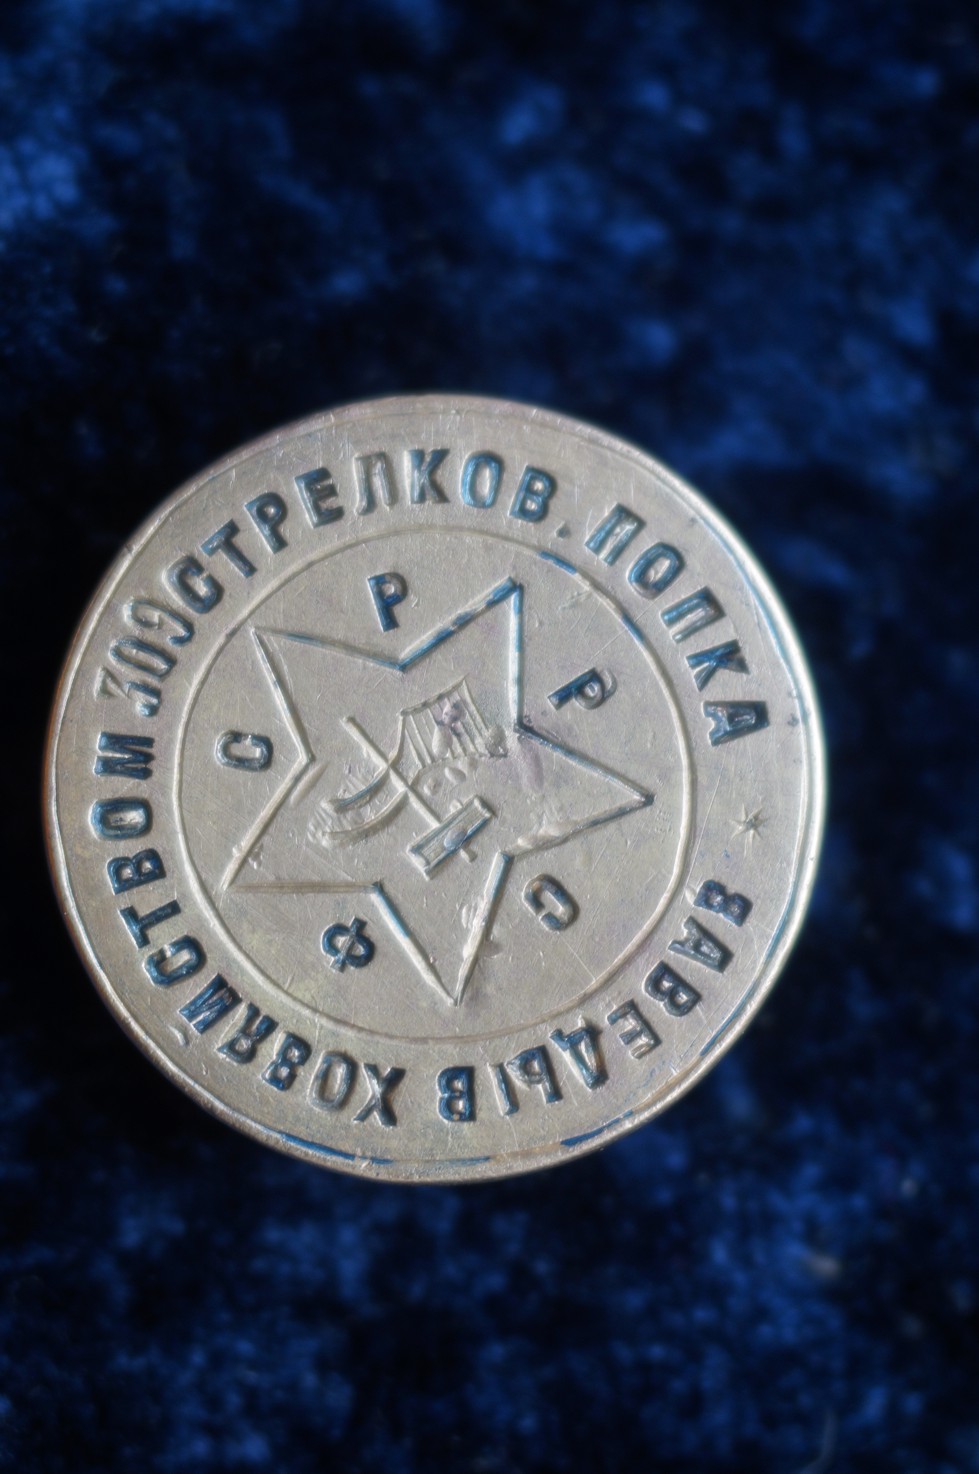 ЗАВЕДЫВ ХОЗЯЙСТВОМ 309 СТРЕЛКОВ. ПОЛКА
Р С Ф С Р